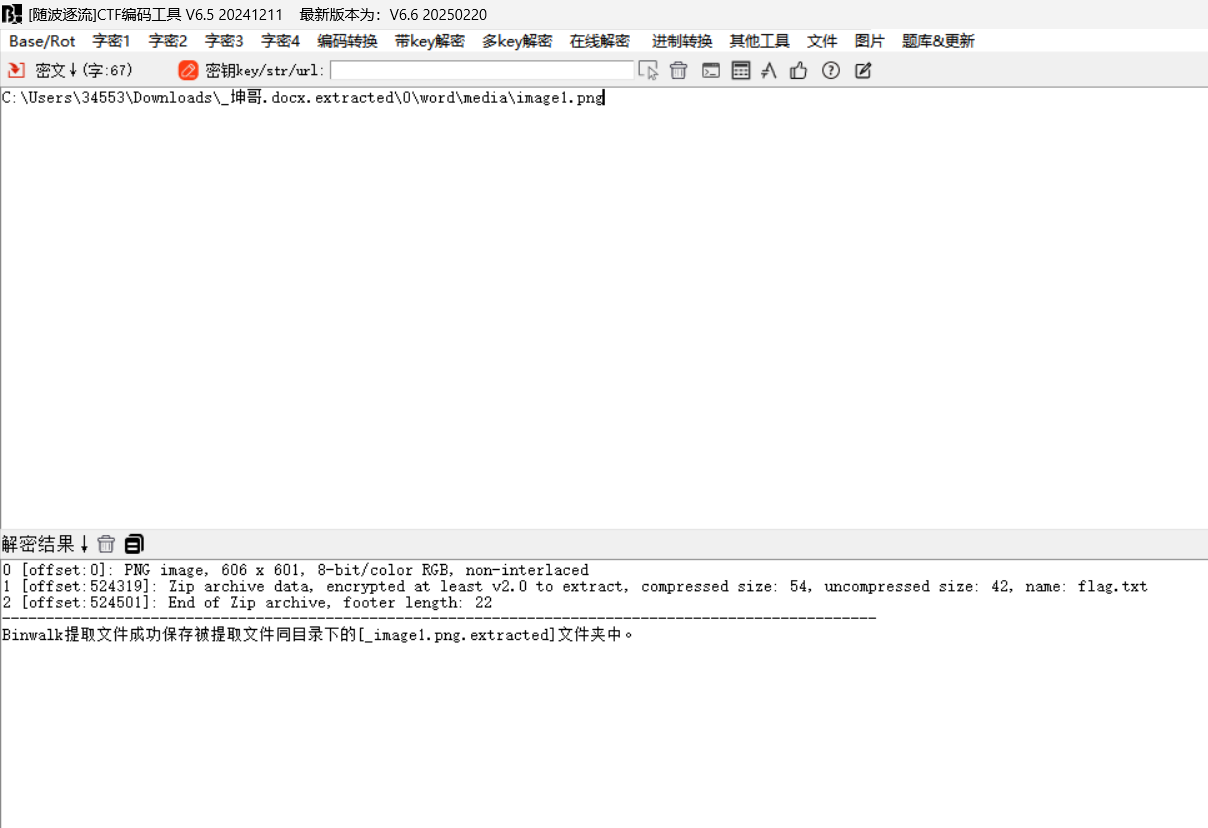 [随波逐流]CTF编码工具 V6.5 20241211 最新版本为：V6.6 20250220
Base/Rot 字密1 字密2 字密3 字密4 编码转换 带key解密 多key解密 在线解密 进制转换 其他工具 文件 图片 题库&更新
密文↓(字:67) 密钥key/str/url:
C:\Users\34553\Downloads\_坤哥.docx.extracted\0\word\media\image1.png
解密结果↓
0 [offset:0]: PNG image, 606 x 601, 8-bit/color RGB, non-interlaced
1 [offset:524319]: Zip archive data, encrypted at least v2.0 to extract, compressed size: 54, uncompressed size: 42, name: flag.txt
2 [offset:524501]: End of Zip archive, footer length: 22
----------------------------------------------------------------------------------------------------
Binwalk提取文件成功保存被提取文件同目录下的[_image1.png.extracted]文件夹中。